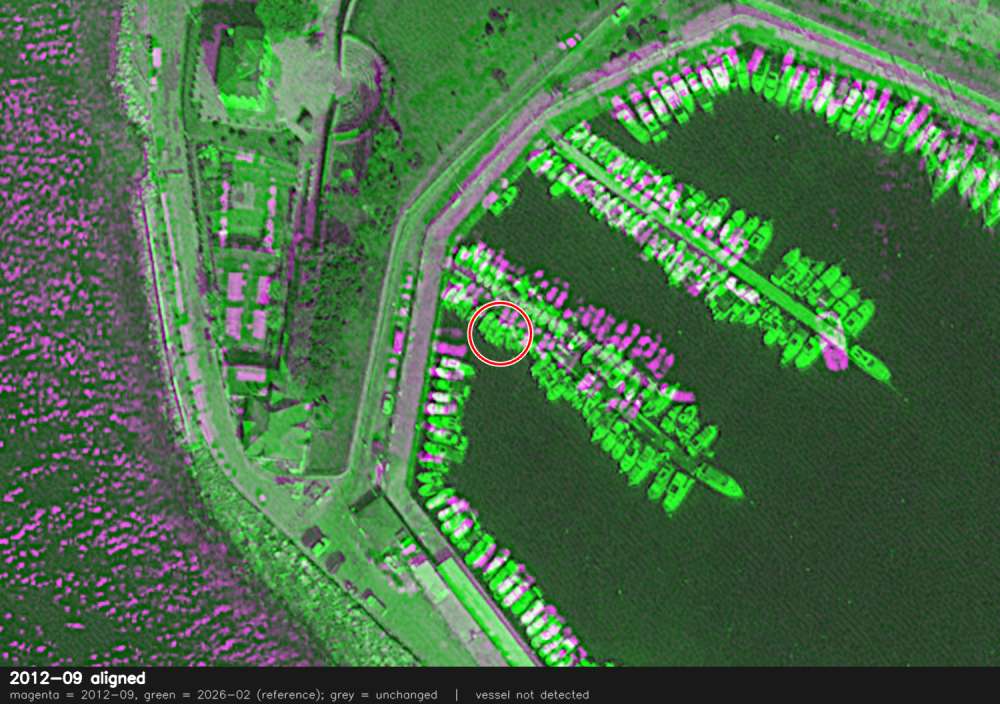 2012-09 aligned
magenta = 2012-09, green = 2026-02 (reference); grey = unchanged | vessel not detected